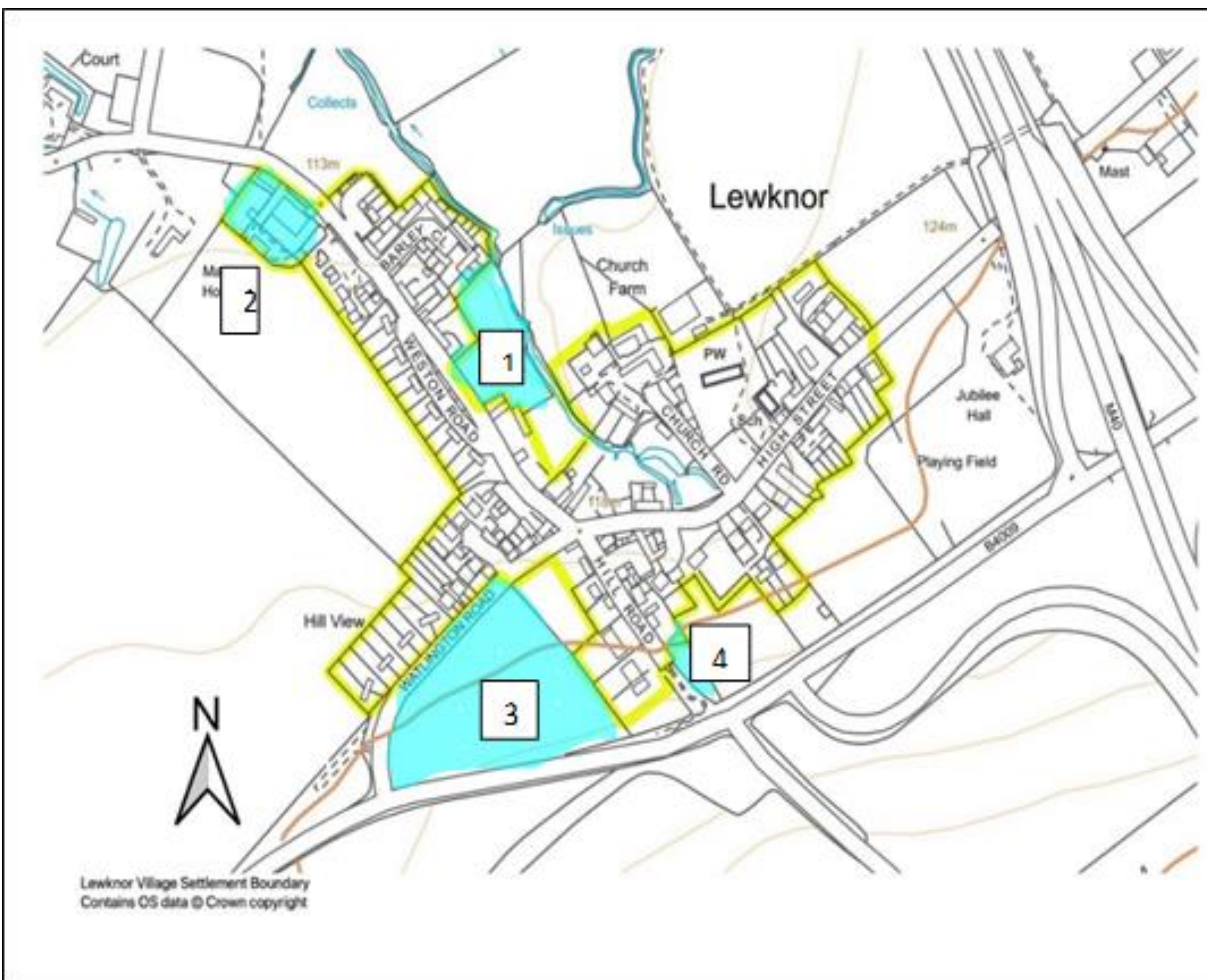 Court
Collects
113m
Lewknor
Mast
124m
BARLEY CL
Issues
Church
Farm
2
1
WESTON ROAD
PW
Sch
CHURCH RD
HIGH STREET
Jubilee
Hall
M40
Playing Field
B4009
HILL ROAD
Hill View
WATLINGTON ROAD
4
3
N
Lewknor Village Settlement Boundary
Contains OS data © Crown copyright